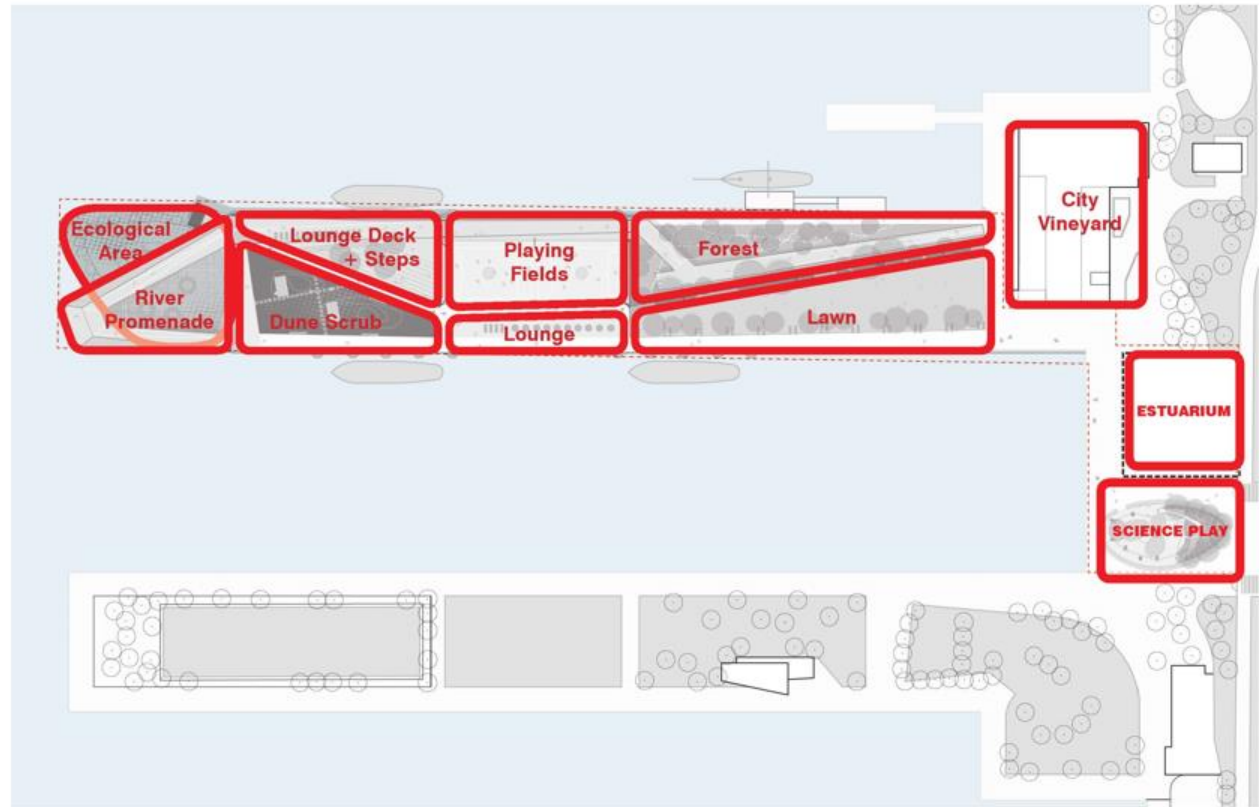 Ecological
Area
River
Promenade
Lounge Deck
+ Steps
Dune Scrub
Playing
Fields
Lounge
Forest
Lawn
City
Vineyard
ESTUARIUM
SCIENCE PLAY